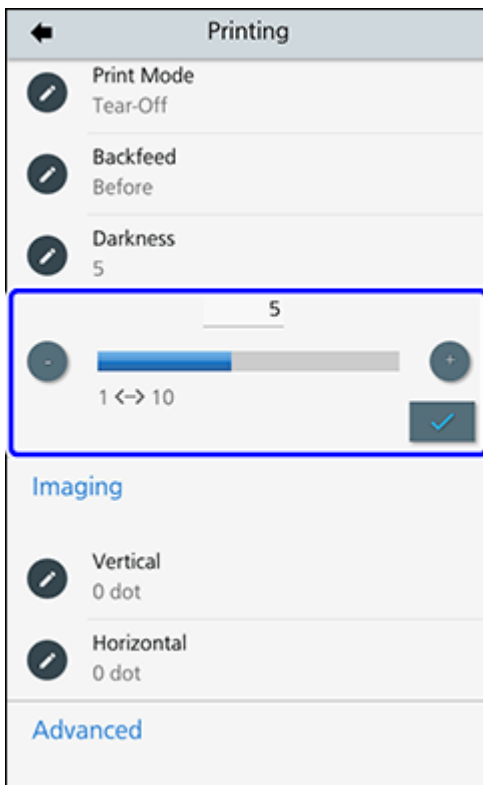 Printing
Print Mode
Tear-Off
Backfeed
Before
Darkness
5
5
-
+
1 <-> 10
Imaging
Vertical
0 dot
Horizontal
0 dot
Advanced